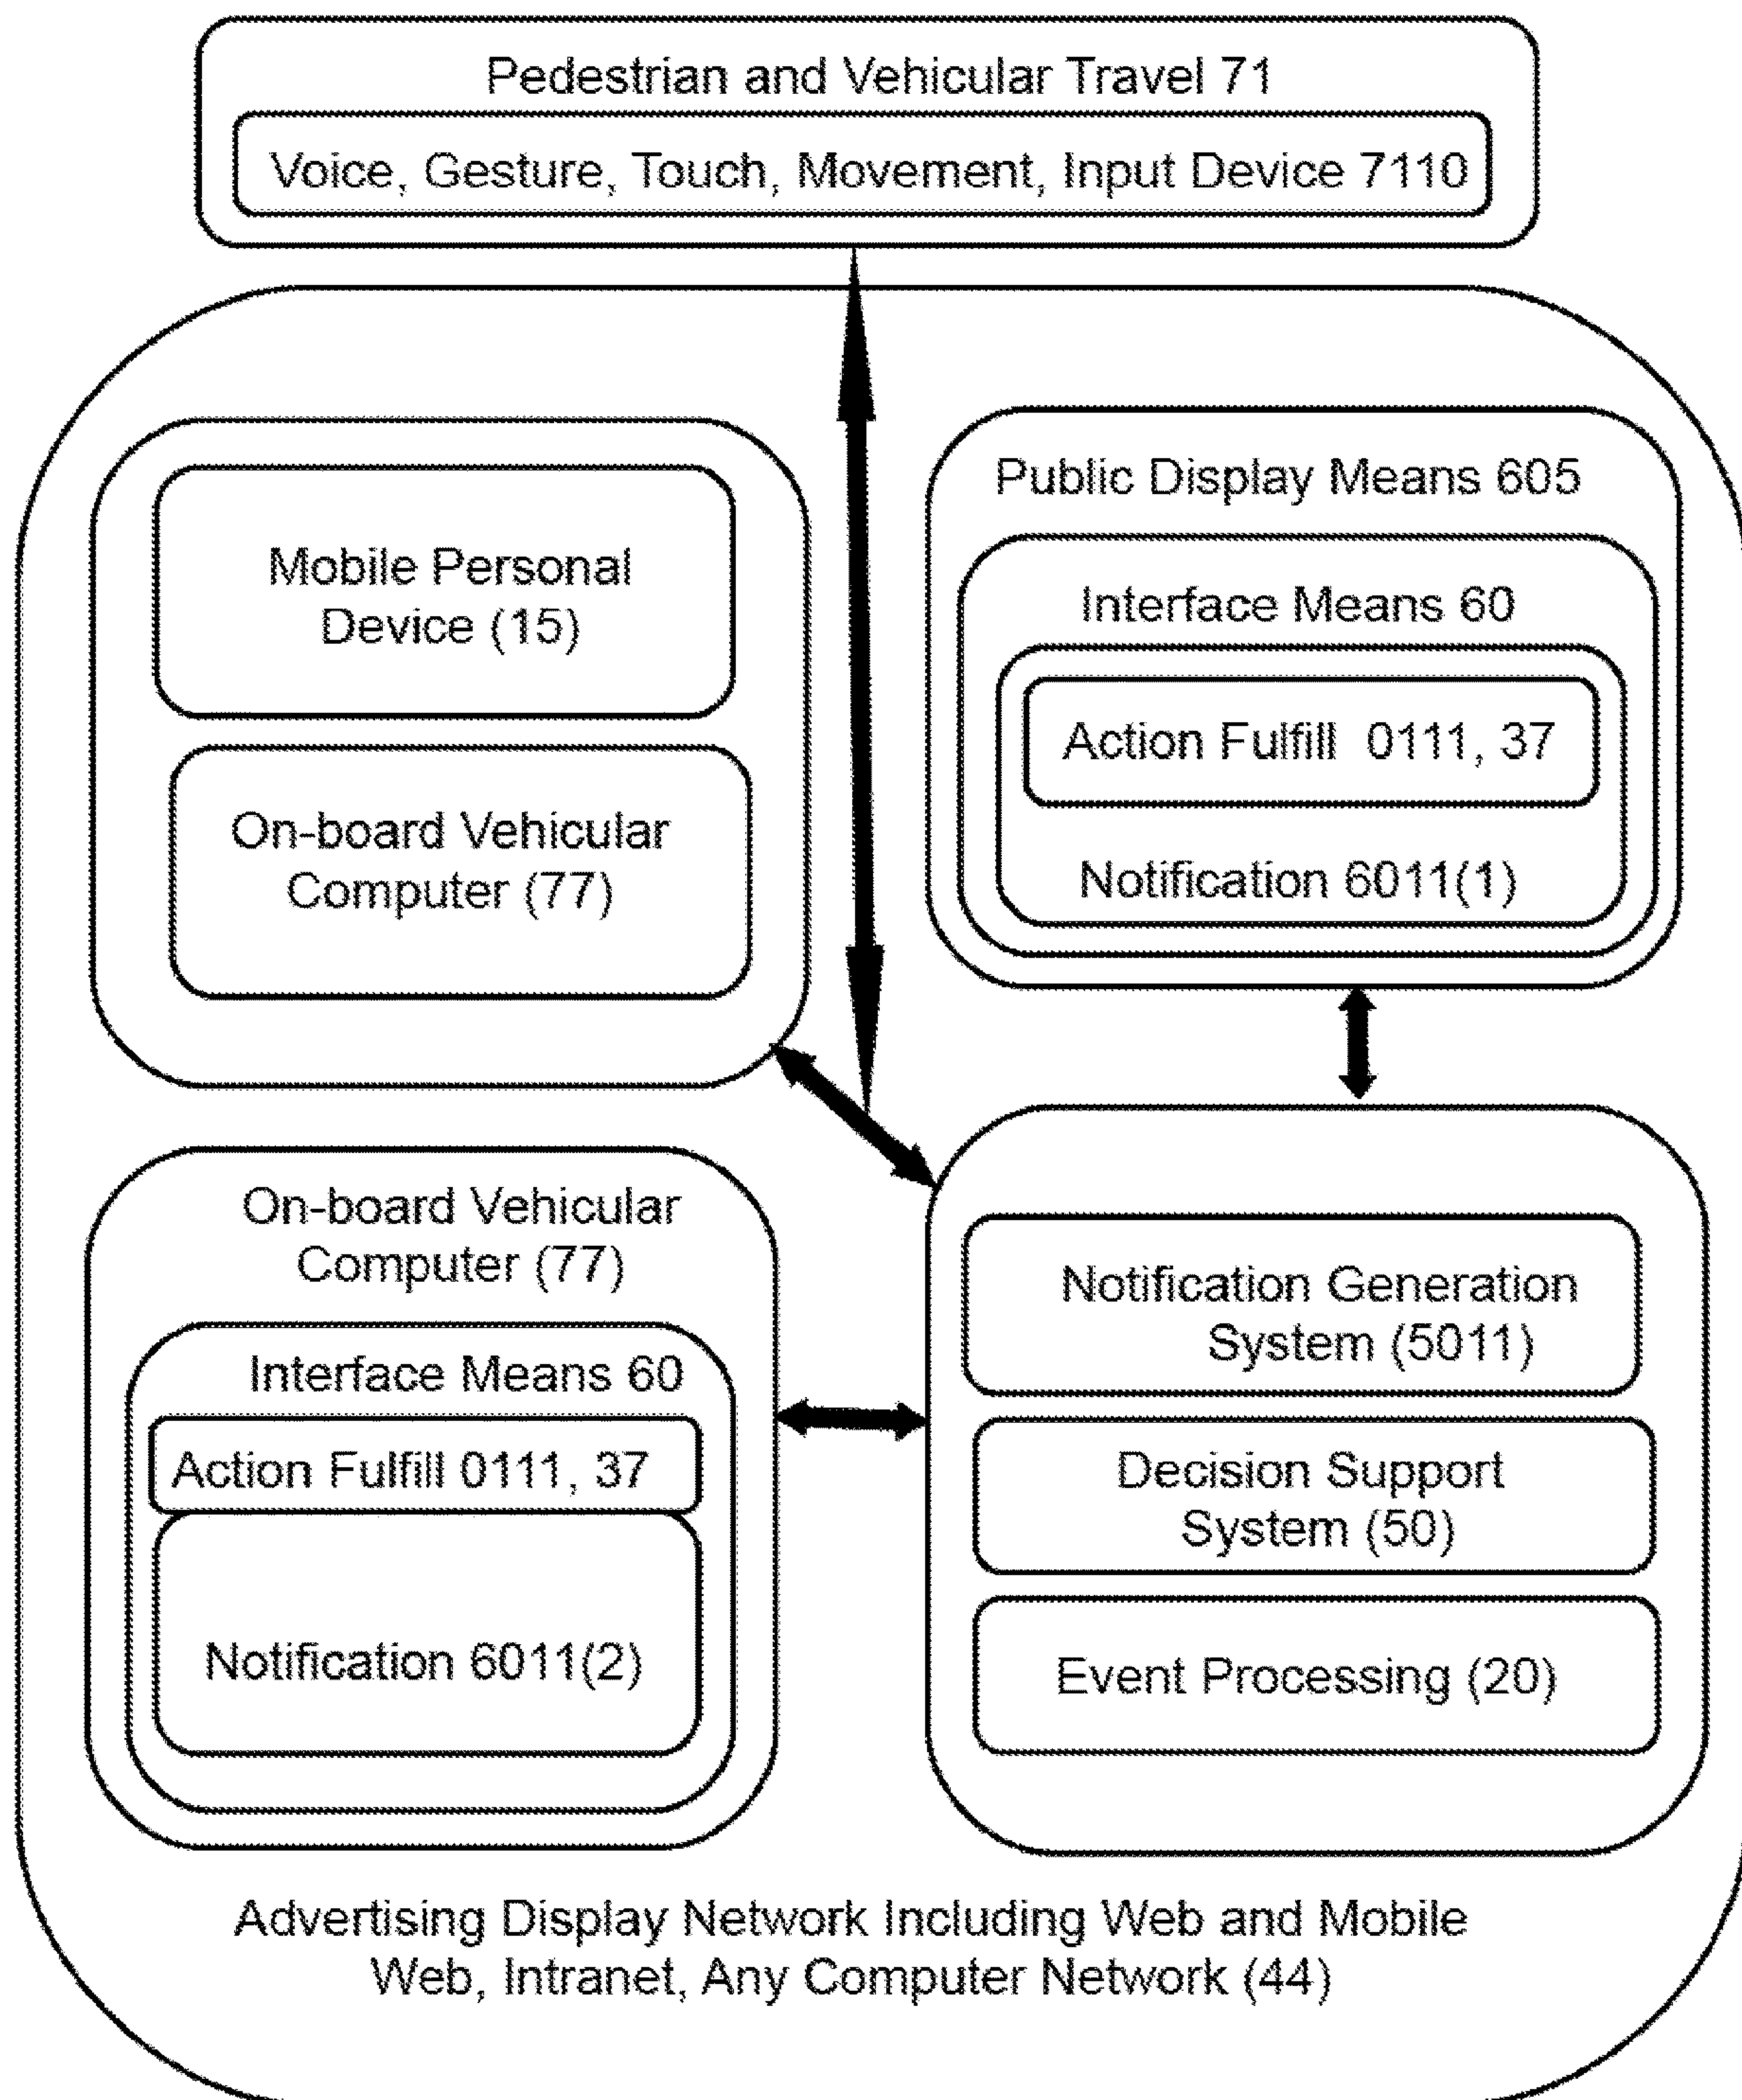 Pedestrian and Vehicular Travel 71
Voice, Gesture, Touch, Movement, Input Device 7110
Mobile Personal
Device (15)
On-board Vehicular
Computer (77)
Public Display Means 605
Interface Means 60
Action Fulfill 0111, 37
Notification 6011(1)
On-board Vehicular
Computer (77)
Interface Means 60
Action Fulfill 0111, 37
Notification 6011(2)
Notification Generation
System (5011)
Decision Support
System (50)
Event Processing (20)
Advertising Display Network Including Web and Mobile
Web, Intranet, Any Computer Network (44)